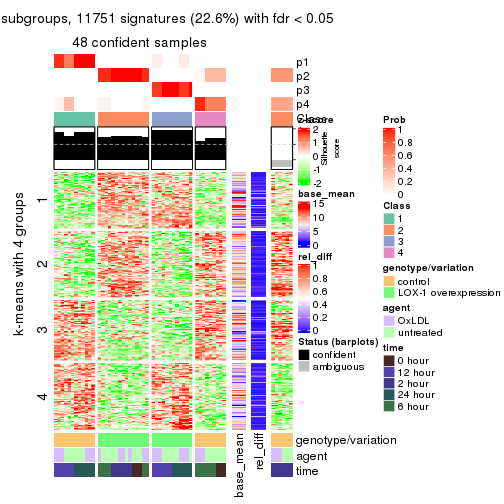 subgroups, 11751 signatures (22.6%) with fdr < 0.05
48 confident samples
p1
p2
p3
p4
Class
Silhouette
score
k-means with 4 groups
1
2
3
4
base_mean
rel_diff
genotype/variation
agent
time
z-score
2
1
0
-1
-2
base_mean
15
10
5
0
rel_diff
1
0.8
0.6
0.4
0.2
0
Status (barplots)
confident
ambiguous
Prob
1
0.8
0.6
0.4
0.2
0
Class
1
2
3
4
genotype/variation
control
LOX-1 overexpression
agent
OxLDL
untreated
time
0 hour
12 hour
2 hour
24 hour
6 hour